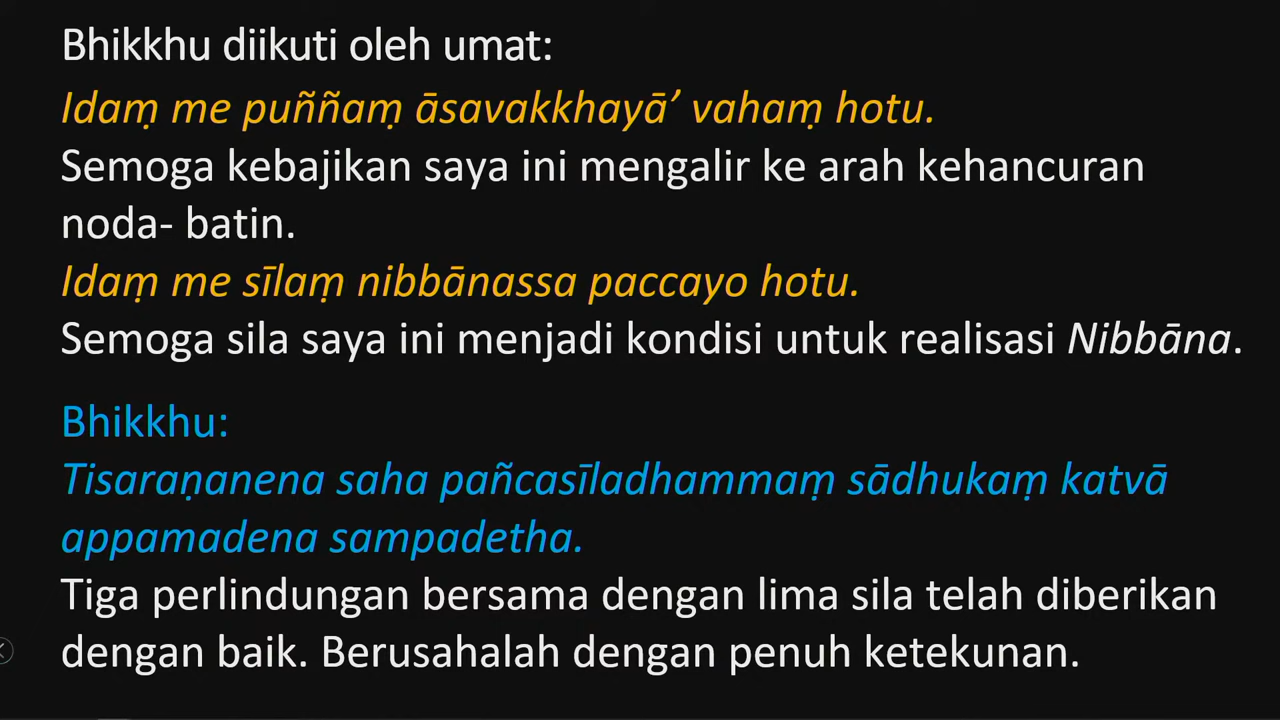 Bhikkhu diikuti oleh umat:
Idaṃ me puññaṃ āsavakkhayā’ vahaṃ hotu.
Semoga kebajikan saya ini mengalir ke arah kehancuran
noda- batin.
Idaṃ me sīlaṃ nibbānassa paccayo hotu.
Semoga sila saya ini menjadi kondisi untuk realisasi Nibbāna.
Bhikkhu:
Tisaraṇanena saha pañcasīladhammaṃ sādhukaṃ katvā
appamadena sampadetha.
Tiga perlindungan bersama dengan lima sila telah diberikan
dengan baik. Berusahalah dengan penuh ketekunan.